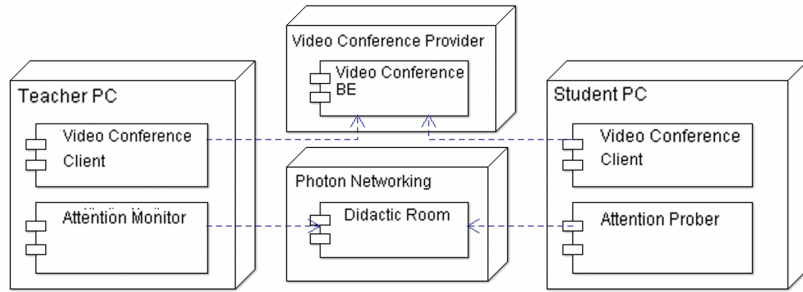 Video Conference Provider
Video Conference
BE
Teacher PC
Video Conference
Client
Attention Monitor
Photon Networking
Didactic Room
Student PC
Video Conference
Client
Attention Prober